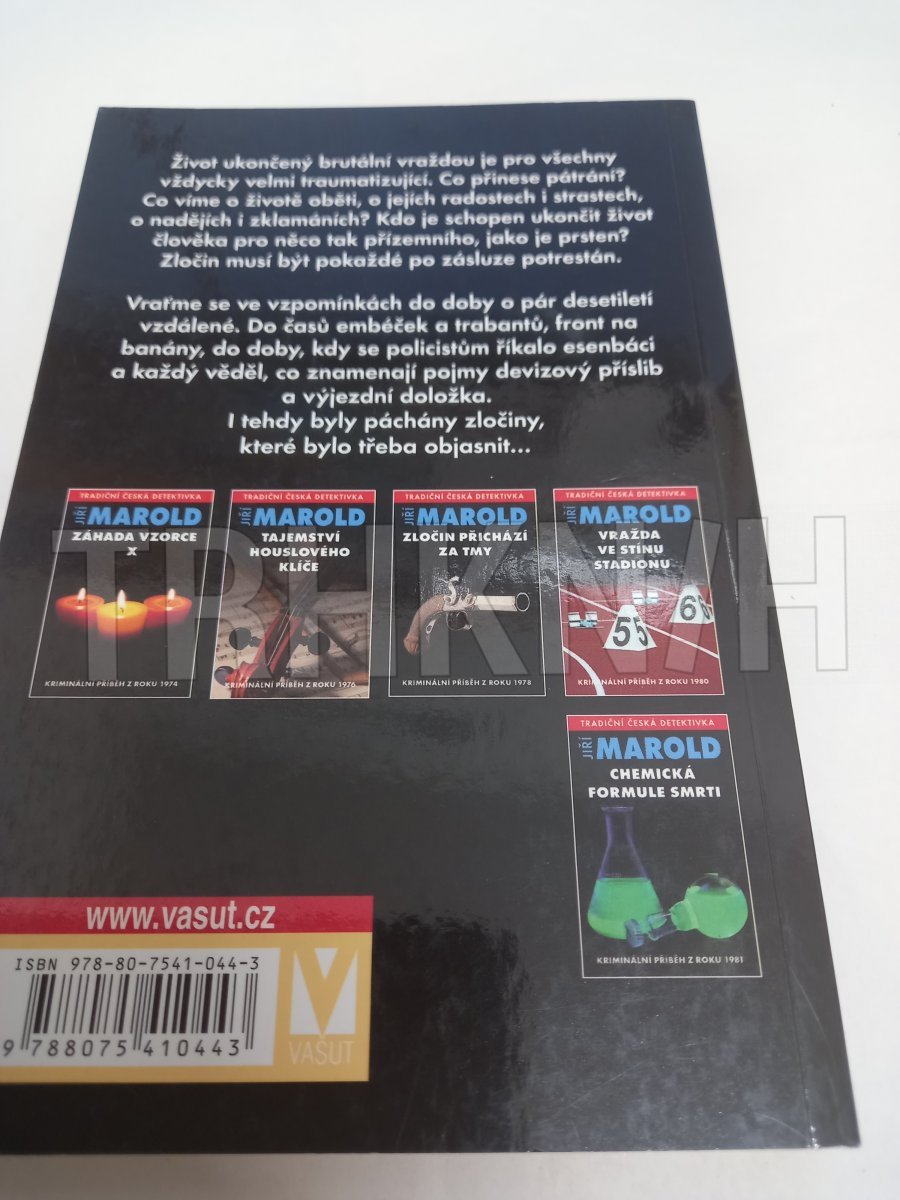 Život ukončený brutální vraždou je pro všechny
vždycky velmi traumatizující. Co přinese pátrání?
Co víme o životě oběti, o jejích radostech i strastech,
o nadějích i zklamáních? Kdo je schopen ukončit život
člověka pro něco tak přízemního, jako je prsten?
Zločin musí být pokaždé po zásluze potrestán.
Vraťme se ve vzpomínkách do doby o pár desetiletí
vzdálené. Do časů embéček a trabantů, front na
banány, do doby, kdy se policistům říkalo esenbáci
a každý věděl, co znamenají pojmy devizový příslib
a výjezdní doložka.
I tehdy byly páchány zločiny,
které bylo třeba objasnit...
TRADIČNÍ ČESKÁ DETEKTIVKA
JIŘÍ MAROLD
ZÁHADA VZORCE
X
KRIMINÁLNÍ PŘÍBĚH Z ROKU 1974
TRADIČNÍ ČESKÁ DETEKTIVKA
JIŘÍ MAROLD
TAJEMSTVÍ
HOUSLOVÉHO
KLÍČE
KRIMINÁLNÍ PŘÍBĚH Z ROKU 1976
TRADIČNÍ ČESKÁ DETEKTIVKA
JIŘÍ MAROLD
ZLOČIN PŘICHÁZÍ
ZA TMY
KRIMINÁLNÍ PŘÍBĚH Z ROKU 1978
TRADIČNÍ ČESKÁ DETEKTIVKA
JIŘÍ MAROLD
VRAŽDA
VE STÍNU
STADIONU
55
66
KRIMINÁLNÍ PŘÍBĚH Z ROKU 1980
TRHKNIH
TRADIČNÍ ČESKÁ DETEKTIVKA
JIŘÍ MAROLD
CHEMICKÁ
FORMULE SMRTI
KRIMINÁLNÍ PŘÍBĚH Z ROKU 1981
www.vasut.cz
ISBN 978-80-7541-044-3
9 788075 410443
VAŠUT